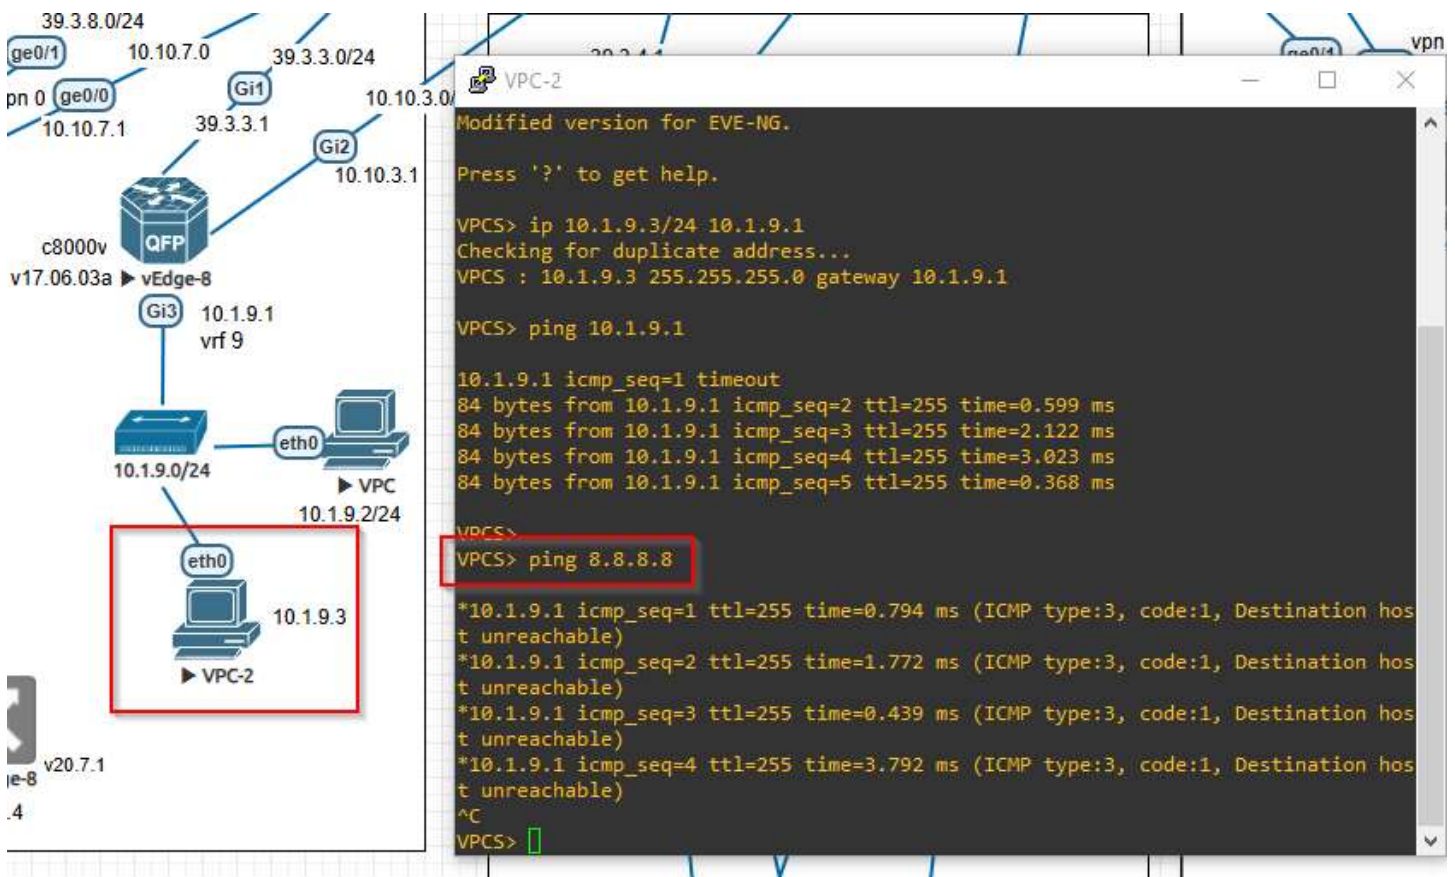 39.3.8.0/24
ge0/1
10.10.7.0
39.3.3.0/24
pn 0
ge0/0
Gi1
10.10.3.0/
10.10.7.1
39.3.3.1
Gi2
10.10.3.1
QFP
c8000v
v17.06.03a
vEdge-8
Gi3
10.1.9.1
vrf 9
eth0
10.1.9.0/24
VPC
10.1.9.2/24
eth0
10.1.9.3
VPC-2
v20.7.1
ge-8
.4
vpn
VPC-2
Modified version for EVE-NG.
Press '?' to get help.
VPCS> ip 10.1.9.3/24 10.1.9.1
Checking for duplicate address...
VPCS : 10.1.9.3 255.255.255.0 gateway 10.1.9.1
VPCS> ping 10.1.9.1
10.1.9.1 icmp_seq=1 timeout
84 bytes from 10.1.9.1 icmp_seq=2 ttl=255 time=0.599 ms
84 bytes from 10.1.9.1 icmp_seq=3 ttl=255 time=2.122 ms
84 bytes from 10.1.9.1 icmp_seq=4 ttl=255 time=3.023 ms
84 bytes from 10.1.9.1 icmp_seq=5 ttl=255 time=0.368 ms
VPCS>
VPCS> ping 8.8.8.8
*10.1.9.1 icmp_seq=1 ttl=255 time=0.794 ms (ICMP type:3, code:1, Destination hos
t unreachable)
*10.1.9.1 icmp_seq=2 ttl=255 time=1.772 ms (ICMP type:3, code:1, Destination hos
t unreachable)
*10.1.9.1 icmp_seq=3 ttl=255 time=0.439 ms (ICMP type:3, code:1, Destination hos
t unreachable)
*10.1.9.1 icmp_seq=4 ttl=255 time=3.792 ms (ICMP type:3, code:1, Destination hos
t unreachable)
^C
VPCS>